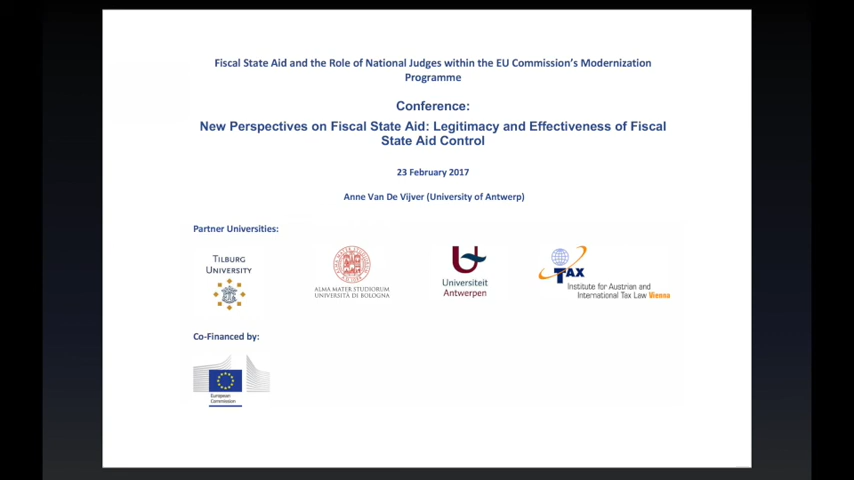 Fiscal State Aid and the Role of National Judges within the EU Commission's Modernization
Programme
Conference:
New Perspectives on Fiscal State Aid: Legitimacy and Effectiveness of Fiscal
State Aid Control
23 February 2017
Anne Van De Vijver (University of Antwerp)
Partner Universities:
TILBURG
UNIVERSITY
ALMA MATER STUDIORUM
UNIVERSITÀ DI BOLOGNA
Universiteit
Antwerpen
TAX
Institute for Austrian and
International Tax Law Vienna
Co-Financed by:
European
Commission